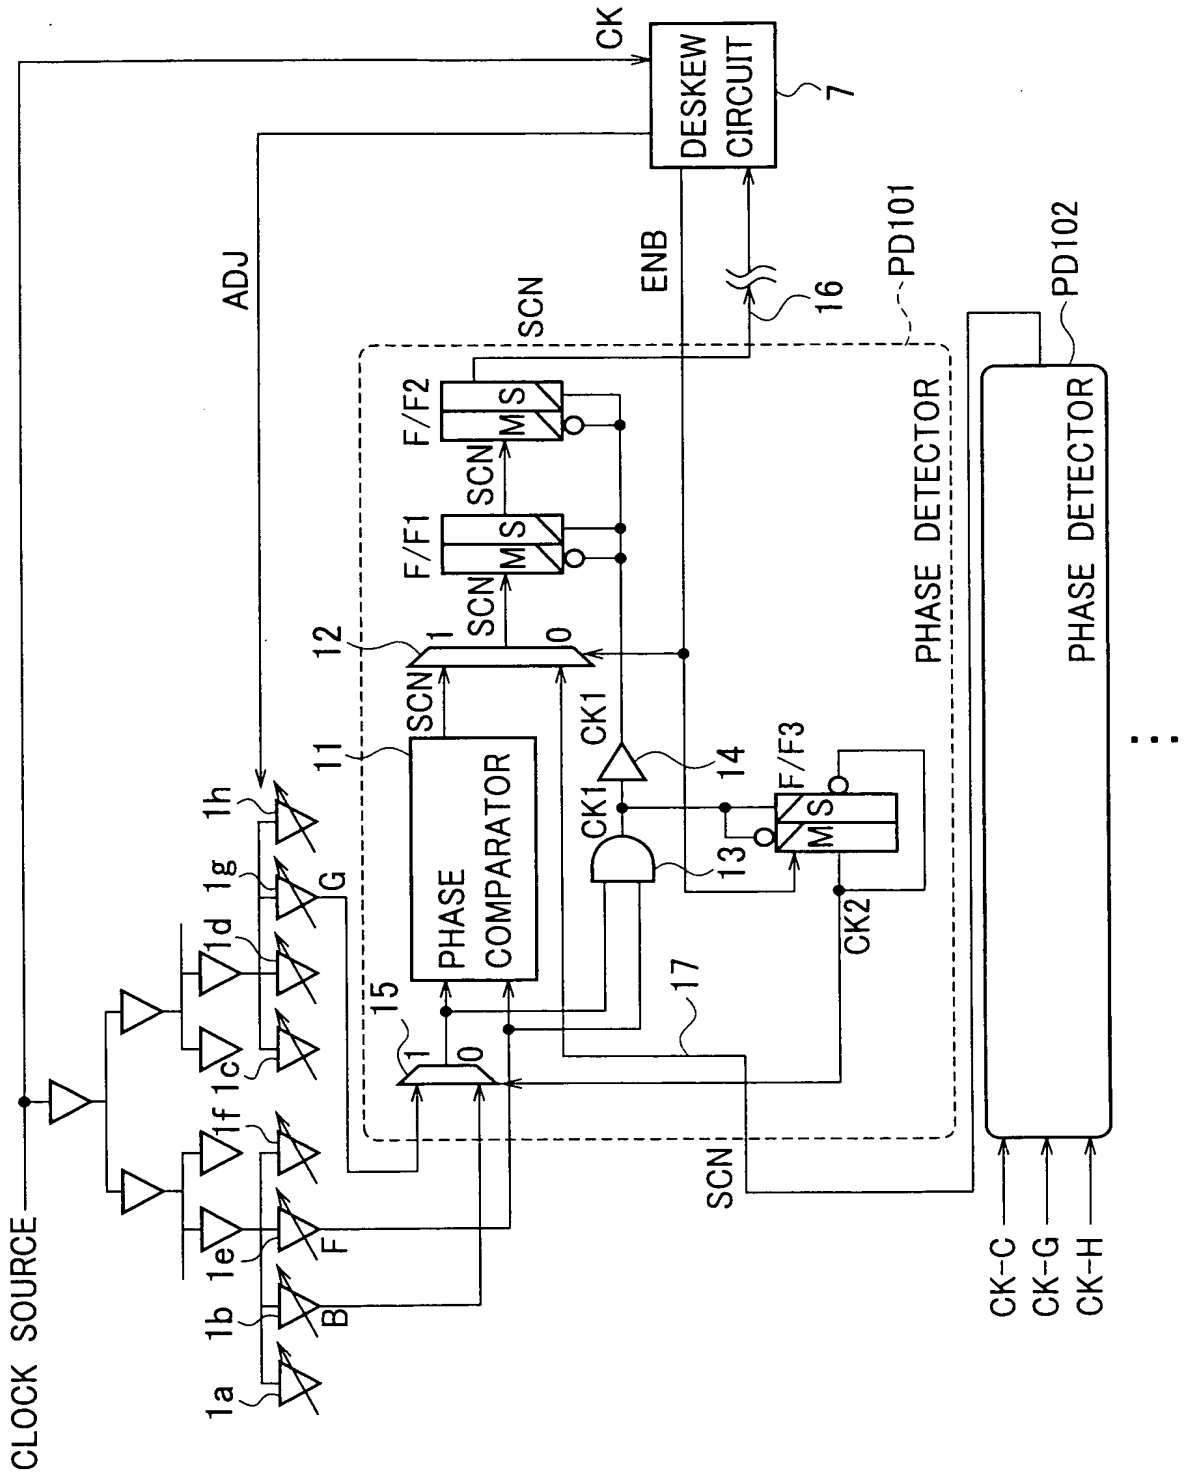 CLOCK SOURCE
CK
ADJ
DESKEW
CIRCUIT
7
ENB
1a
1b
1e
1f
1c
1d
1g
1h
B
F
G
15
1
0
PHASE
COMPARATOR
11
SCN
12
1
0
SCN
F/F1
M
S
SCN
F/F2
M
S
SCN
16
13
CK1
14
CK1
F/F3
M
S
CK2
17
SCN
PHASE DETECTOR
PD101
PHASE DETECTOR
PD102
CK-C
CK-G
CK-H
...